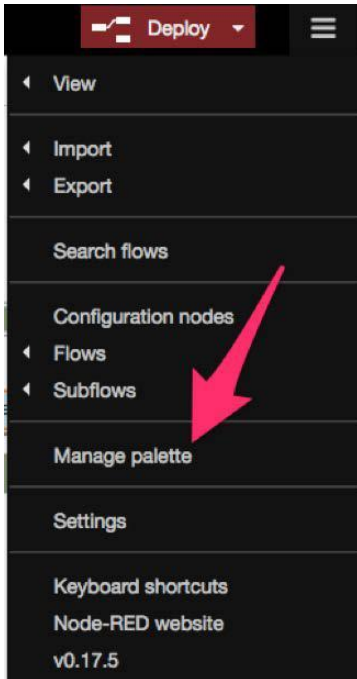 Deploy
View
Import
Export
Search flows
Configuration nodes
Flows
Subflows
Manage palette
Settings
Keyboard shortcuts
Node-RED website
v0.17.5